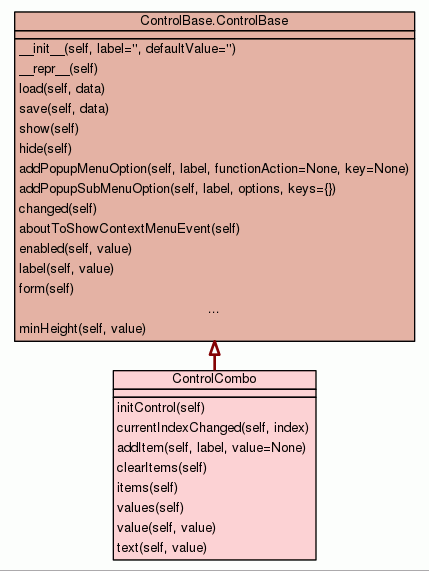 ControlBase.ControlBase
__init__(self, label='', defaultValue='')
__repr__(self)
load(self, data)
save(self, data)
show(self)
hide(self)
addPopupMenuOption(self, label, functionAction=None, key=None)
addPopupSubMenuOption(self, label, options, keys={})
changed(self)
aboutToShowContextMenuEvent(self)
enabled(self, value)
label(self, value)
form(self)
...
minHeight(self, value)
ControlCombo
initControl(self)
currentIndexChanged(self, index)
addItem(self, label, value=None)
clearItems(self)
items(self)
values(self)
value(self, value)
text(self, value)